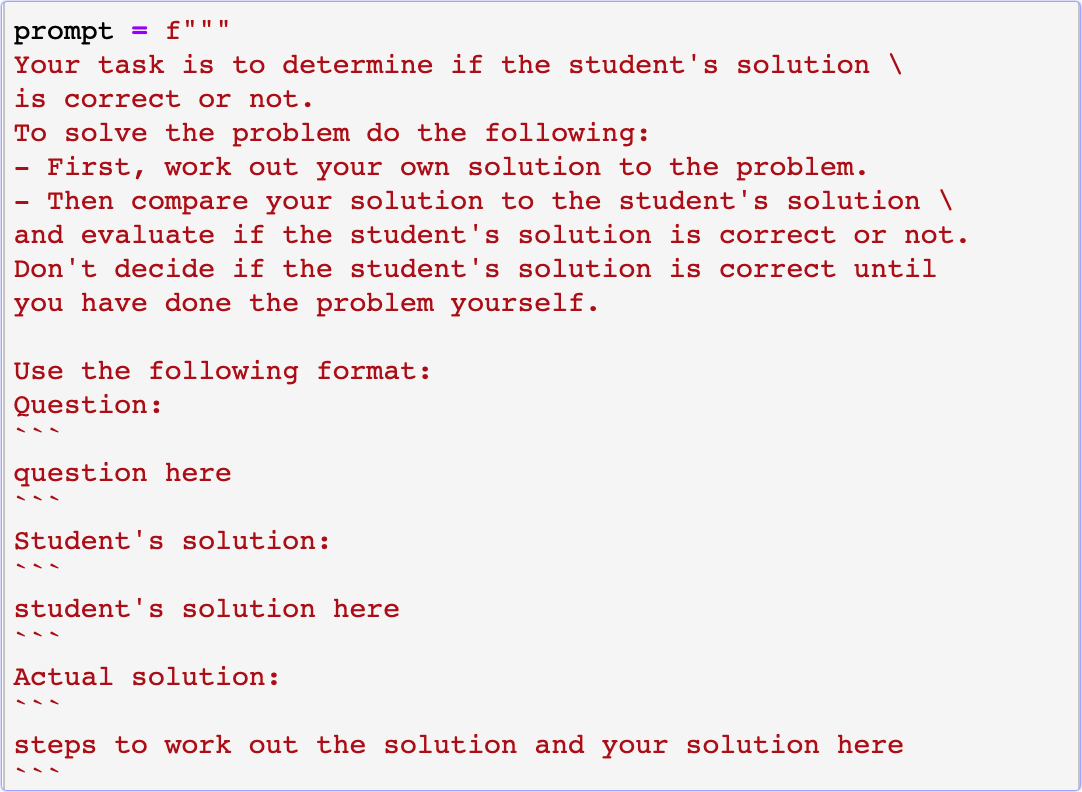 prompt = f"""
Your task is to determine if the student's solution \
is correct or not.
To solve the problem do the following:
- First, work out your own solution to the problem.
- Then compare your solution to the student's solution \
and evaluate if the student's solution is correct or not.
Don't decide if the student's solution is correct until
you have done the problem yourself.

Use the following format:
Question:
```
question here
```
Student's solution:
```
student's solution here
```
Actual solution:
```
steps to work out the solution and your solution here
```